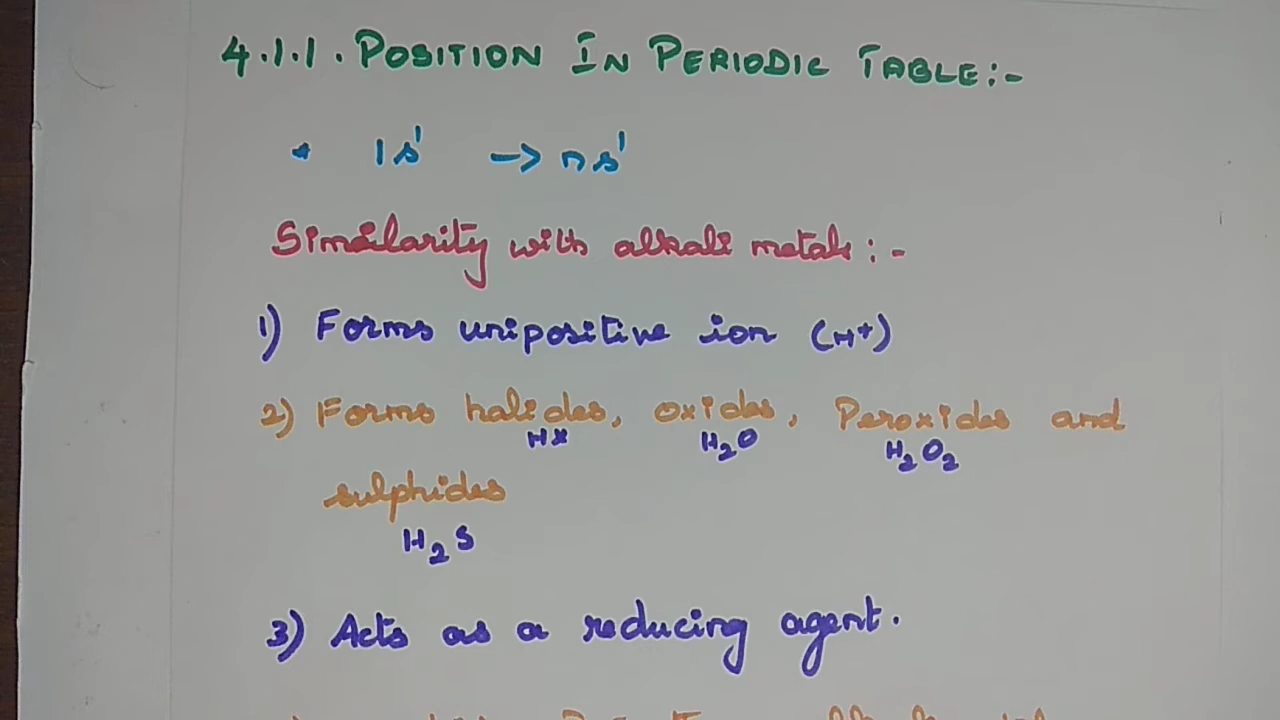 4.1.1. POSITION IN PERIODIC TABLE:-
* 1s¹ -> ns¹
Similarity with alkali metals :-
1) Forms unipositive ion (H+)
2) Forms halides, oxides, Peroxides and
HX H₂O H₂O₂
sulphides
H₂S
3) Acts as a reducing agent.